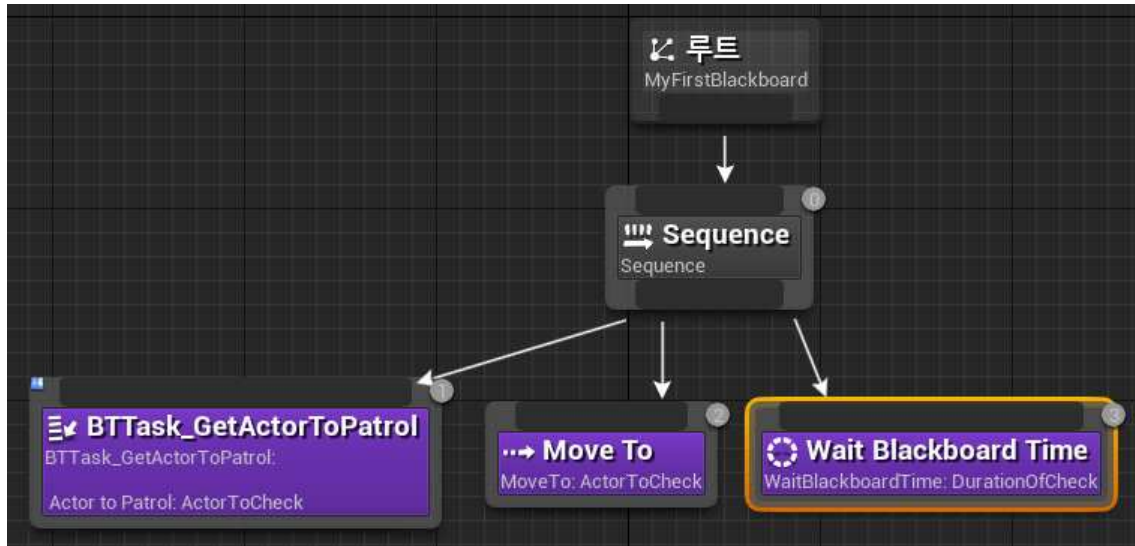 루트
MyFirstBlackboard
0
Sequence
Sequence
1
BTTask_GetActorToPatrol
BTTask_GetActorToPatrol:
Actor to Patrol: ActorToCheck
2
Move To
MoveTo: ActorToCheck
3
Wait Blackboard Time
WaitBlackboardTime: DurationOfCheck